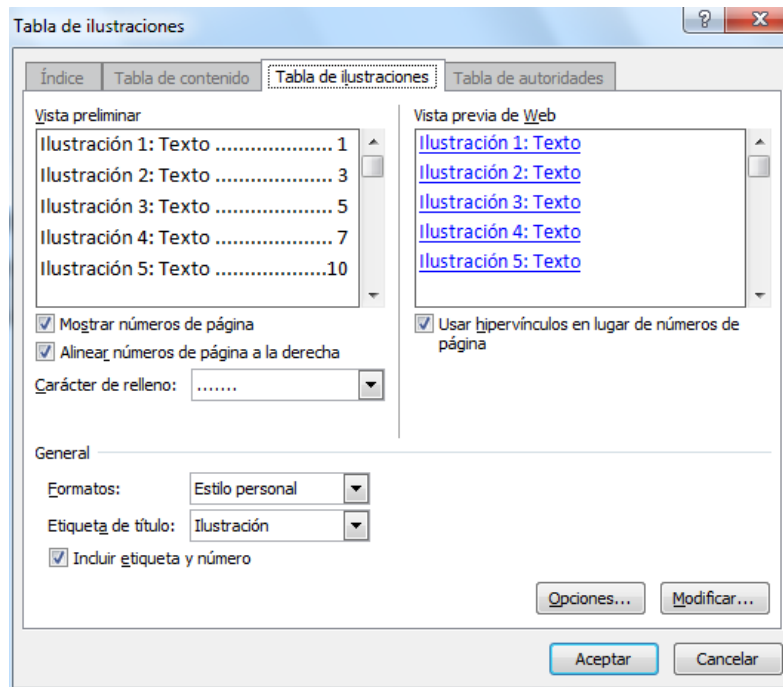 Tabla de ilustraciones
Índice
Tabla de contenido
Tabla de ilustraciones
Tabla de autoridades
Vista preliminar
Ilustración 1: Texto ..................... 1
Ilustración 2: Texto ..................... 3
Ilustración 3: Texto ..................... 5
Ilustración 4: Texto ..................... 7
Ilustración 5: Texto ....................10
Mostrar números de página
Alinear números de página a la derecha
Carácter de relleno:
.......
Vista previa de Web
Ilustración 1: Texto
Ilustración 2: Texto
Ilustración 3: Texto
Ilustración 4: Texto
Ilustración 5: Texto
Usar hipervínculos en lugar de números de
página
General
Formatos:
Estilo personal
Etiqueta de título:
Ilustración
Incluir etiqueta y número
Opciones...
Modificar...
Aceptar
Cancelar